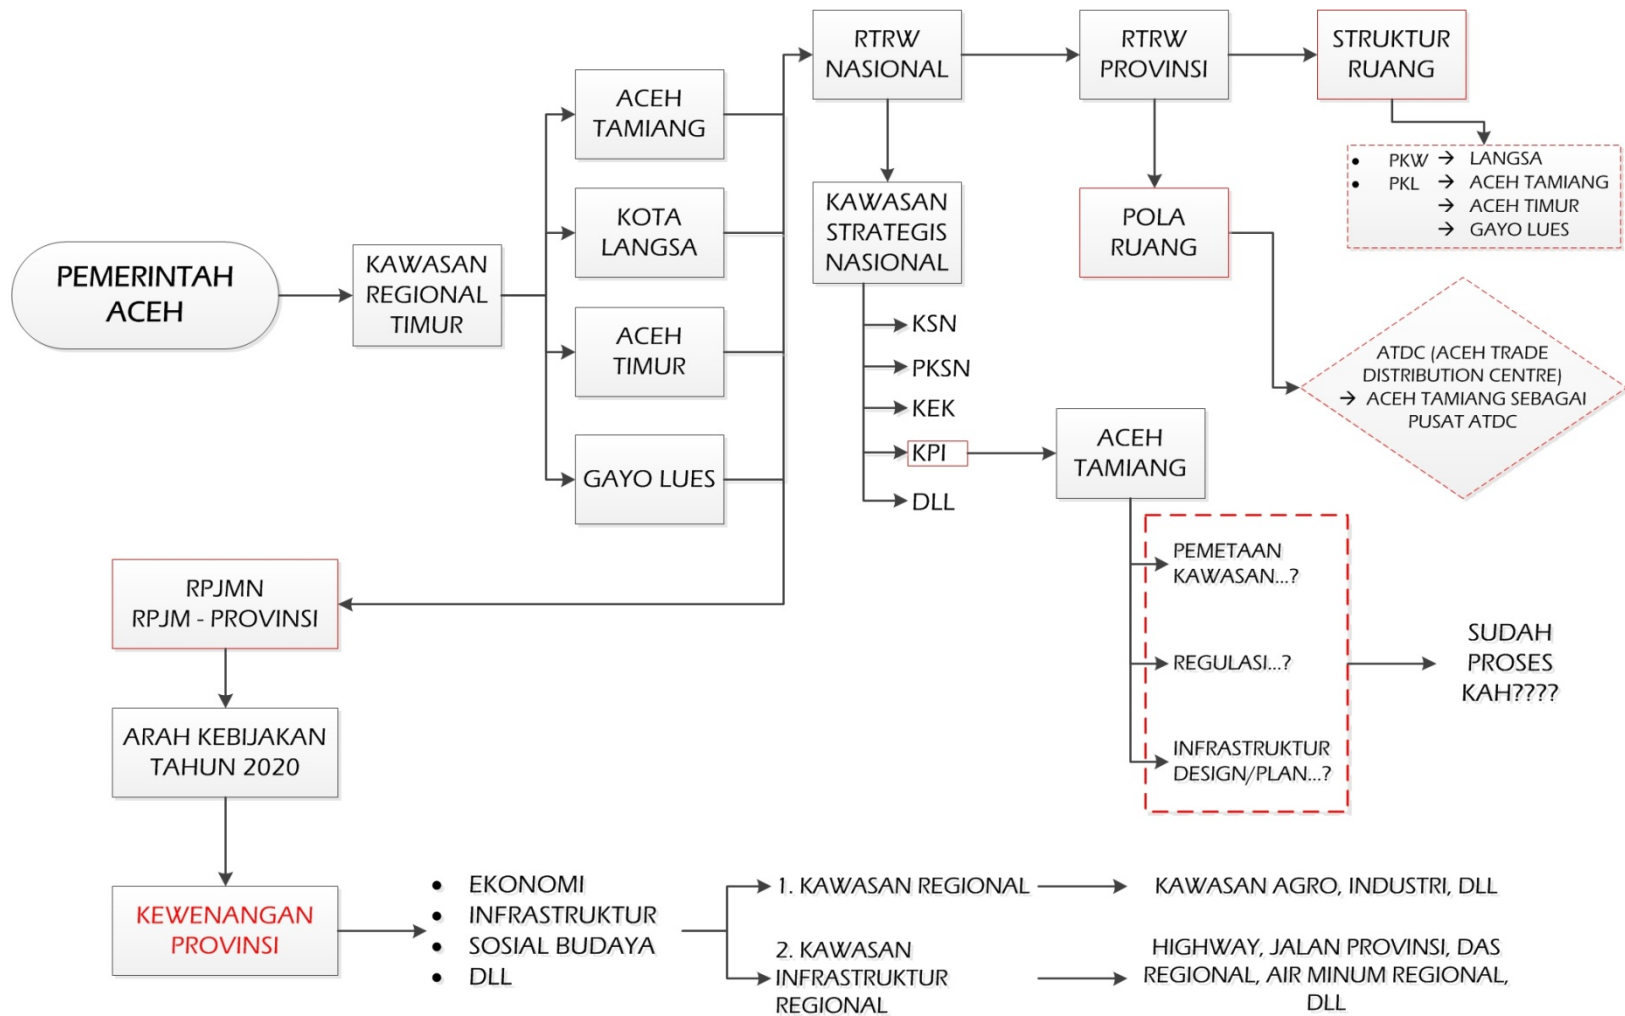 PEMERINTAH
ACEH
KAWASAN
REGIONAL
TIMUR
ACEH
TAMIANG
KOTA
LANGSA
ACEH
TIMUR
GAYO LUES
RTRW
NASIONAL
RTRW
PROVINSI
STRUKTUR
RUANG
• PKW → LANGSA
• PKL → ACEH TAMIANG
→ ACEH TIMUR
→ GAYO LUES
KAWASAN
STRATEGIS
NASIONAL
POLA
RUANG
ATDC (ACEH TRADE
DISTRIBUTION CENTRE)
→ ACEH TAMIANG SEBAGAI
PUSAT ATDC
KSN
PKSN
KEK
KPI
DLL
ACEH
TAMIANG
PEMETAAN
KAWASAN...?
REGULASI...?
INFRASTRUKTUR
DESIGN/PLAN...?
SUDAH
PROSES
KAH????
RPJMN
RPJM - PROVINSI
ARAH KEBIJAKAN
TAHUN 2020
KEWENANGAN
PROVINSI
• EKONOMI
• INFRASTRUKTUR
• SOSIAL BUDAYA
• DLL
1. KAWASAN REGIONAL
KAWASAN AGRO, INDUSTRI, DLL
2. KAWASAN
INFRASTRUKTUR
REGIONAL
HIGHWAY, JALAN PROVINSI, DAS
REGIONAL, AIR MINUM REGIONAL,
DLL